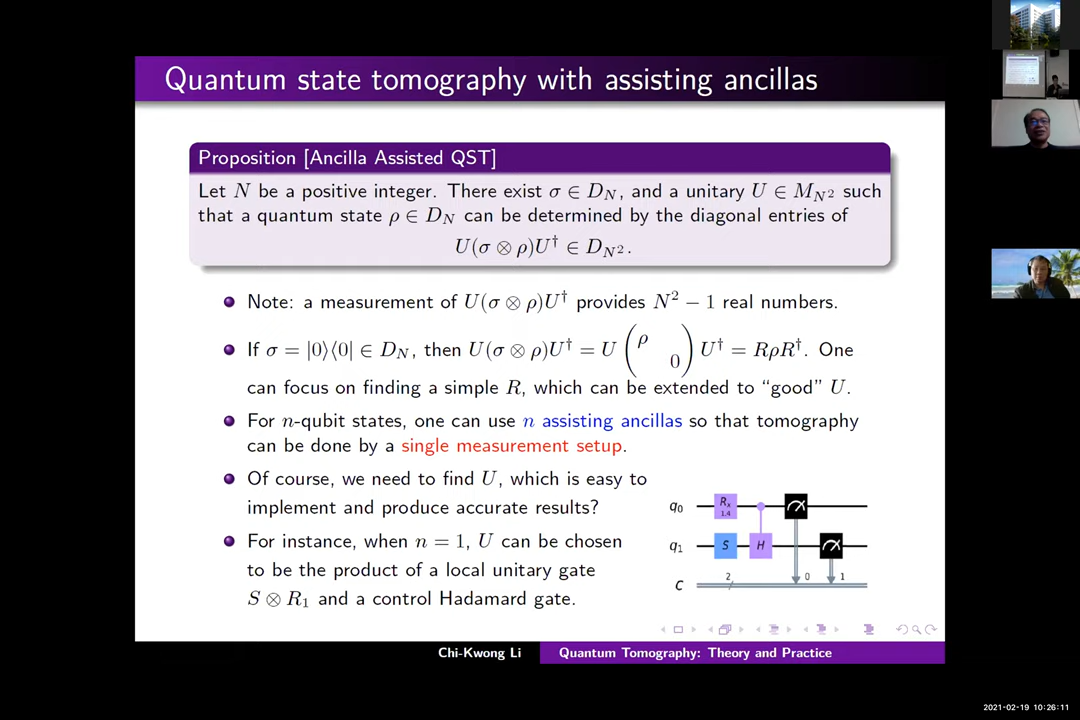 Quantum state tomography with assisting ancillas
Proposition [Ancilla Assisted QST]
Let N be a positive integer. There exist σ ∈ D_N, and a unitary U ∈ M_{N^2} such
that a quantum state ρ ∈ D_N can be determined by the diagonal entries of
U(σ ⊗ ρ)U† ∈ D_{N^2}.
Note: a measurement of U(σ ⊗ ρ)U† provides N^2 − 1 real numbers.
If σ = |0⟩⟨0| ∈ D_N, then U(σ ⊗ ρ)U† = U (ρ 0) U† = RρR†. One
can focus on finding a simple R, which can be extended to "good" U.
For n-qubit states, one can use n assisting ancillas so that tomography
can be done by a single measurement setup.
Of course, we need to find U, which is easy to
implement and produce accurate results?
For instance, when n = 1, U can be chosen
to be the product of a local unitary gate
S ⊗ R_1 and a control Hadamard gate.
q_0 R_x 1.4
q_1 S H
c 2 0 1
Chi-Kwong Li Quantum Tomography: Theory and Practice
2021-02-19 10:26:11